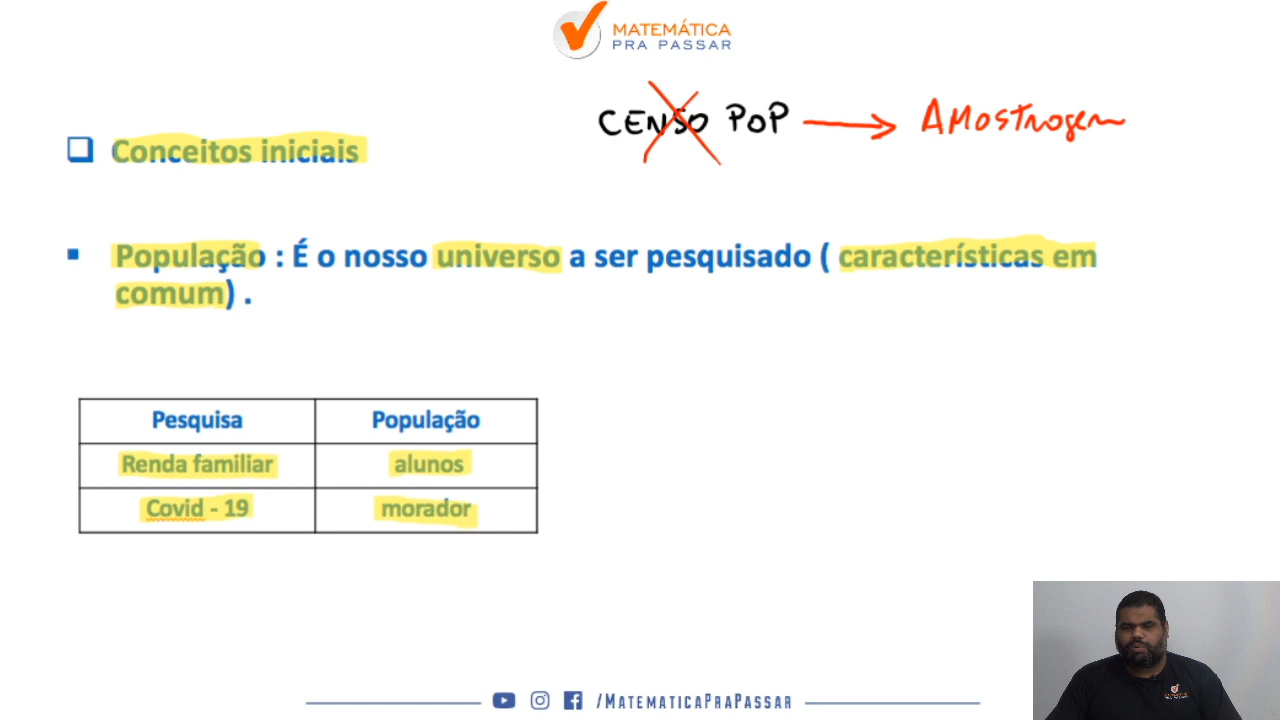 MATEMÁTICA
PRA PASSAR
CENSO POP → AMOSTRAGEM
Conceitos iniciais
População : É o nosso universo a ser pesquisado ( características em
comum) .
Pesquisa População
Renda familiar alunos
Covid - 19 morador
/MATEMATICAPRAPASSAR